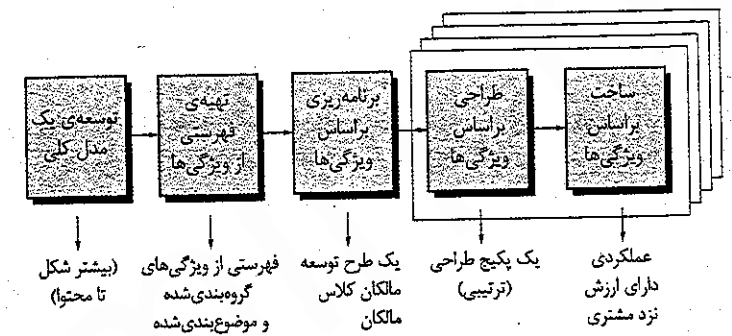 توسعه‌ی یک
مدل کلی
تهیه‌ی
فهرستی
از ویژگی‌ها
برنامه‌ریزی
براساس
ویژگی‌ها
طراحی
براساس
ویژگی‌ها
ساخت
براساس
ویژگی‌ها
(بیشتر شکل
تا محتوا)
فهرستی از ویژگی‌های
گروه‌بندی‌شده
و موضوع‌بندی‌شده
یک طرح توسعه
مالکان کلاس
مالکان
یک پکیج طراحی
(ترتیبی)
عملکردی
دارای ارزش
نزد مشتری